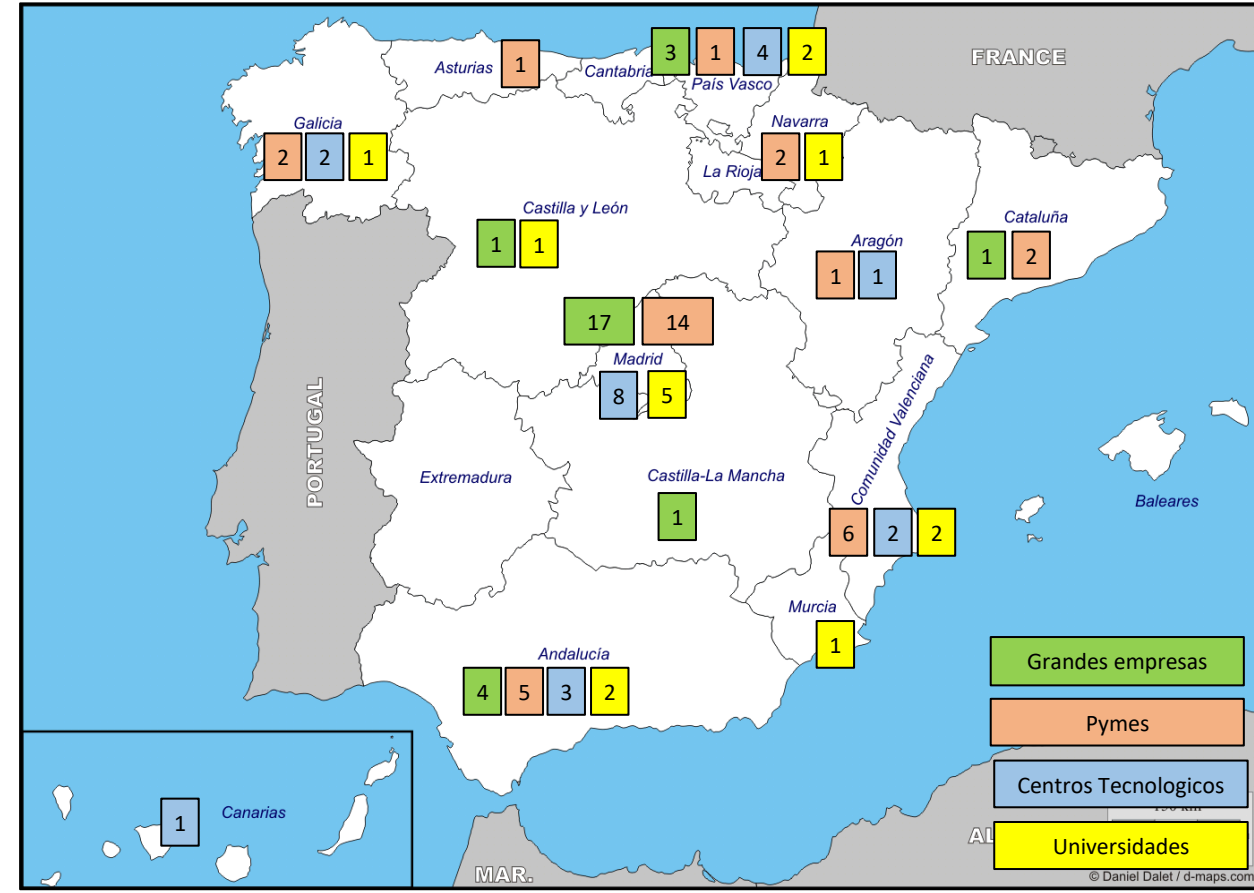 FRANCE
Asturias
1
Cantabria
3 1 4 2
País Vasco
Galicia
2 2 1
Navarra
2 1
La Rioja
Castilla y León
1 1
Aragón
1 1
Cataluña
1 2
17 14
Madrid
8 5
PORTUGAL
Extremadura
Castilla-La Mancha
1
Comunidad Valenciana
6 2 2
Baleares
Murcia
1
Andalucía
4 5 3 2
Canarias
1
MAR.
Grandes empresas
Pymes
Centros Tecnologicos
Universidades
© Daniel Dalet / d-maps.com